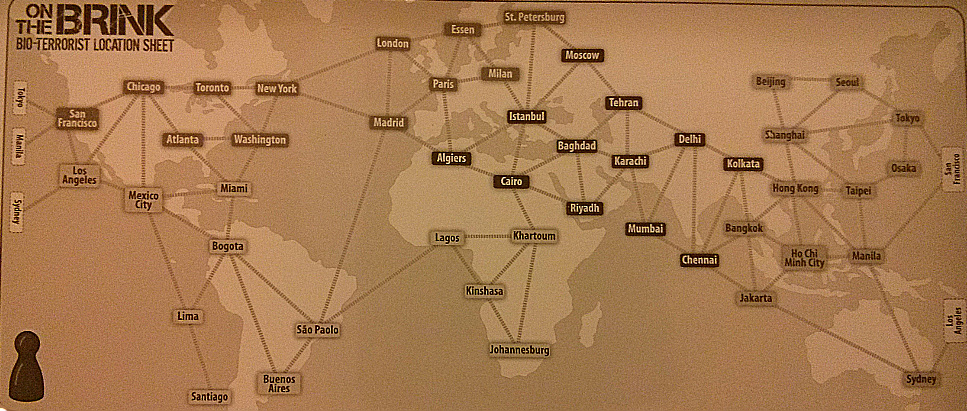 ON
THE BRINK
BIO-TERRORIST LOCATION SHEET
St. Petersburg
Essen
London
Moscow
Milan
Paris
Chicago
Toronto
New York
Beijing
Seoul
Tokyo
San
Francisco
Tehran
Istanbul
Madrid
Tokyo
Shanghai
Atlanta
Washington
Baghdad
Delhi
Manila
Algiers
Karachi
Kolkata
Osaka
San
Francisco
Los
Angeles
Cairo
Mexico
City
Miami
Hong Kong
Taipei
Sydney
Riyadh
Mumbai
Bangkok
Bogota
Lagos
Khartoum
Chennai
Ho Chi
Minh City
Manila
Kinshasa
Jakarta
Lima
São Paolo
Los
Angeles
Johannesburg
Buenos
Aires
Santiago
Sydney